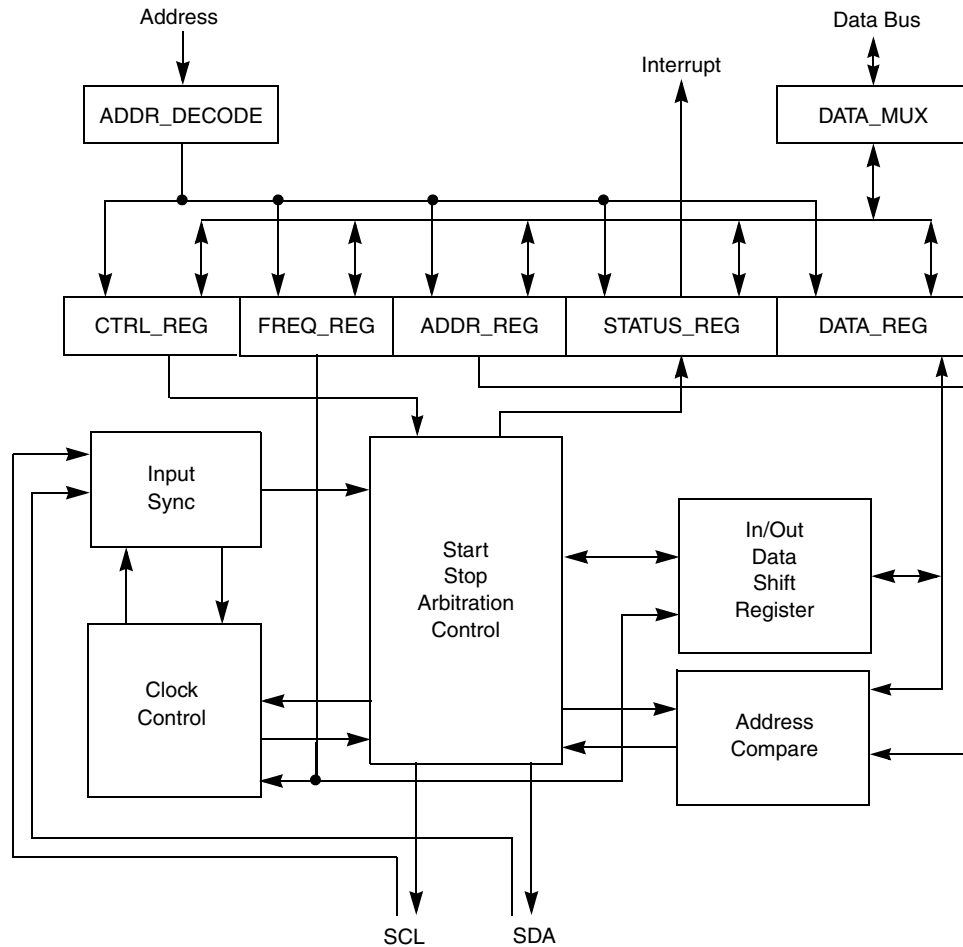 Address
Data Bus
Interrupt
ADDR_DECODE
DATA_MUX
CTRL_REG
FREQ_REG
ADDR_REG
STATUS_REG
DATA_REG
Input
Sync
Start
Stop
Arbitration
Control
In/Out
Data
Shift
Register
Clock
Control
Address
Compare
SCL
SDA